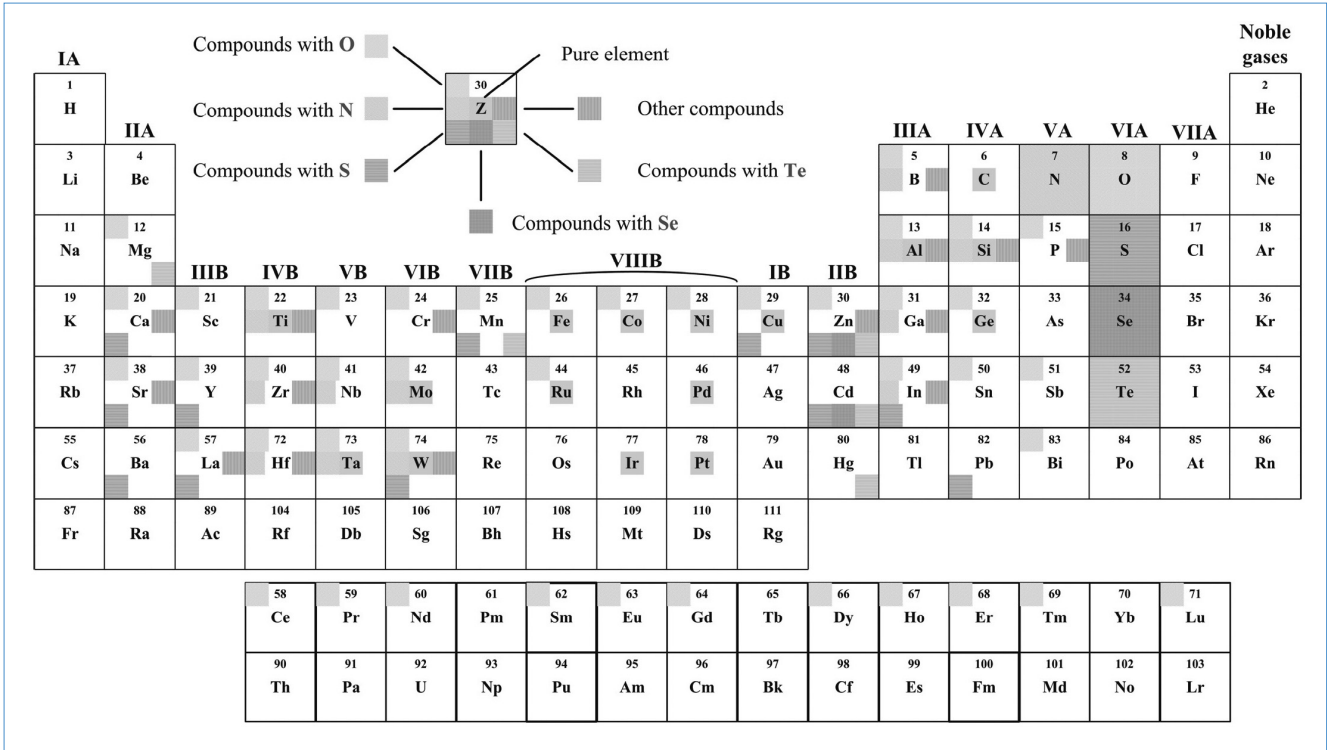 Noble
gases
IA
Compounds with O
Pure element
30
Z
Compounds with N
Other compounds
Compounds with S
Compounds with Te
Compounds with Se
IIA
IIIA IVA VA VIA VIIA
IIIB IVB VB VIB VIIB VIIIB IB IIB
1 2
H He
3 4 5 6 7 8 9 10
Li Be B C N O F Ne
11 12 13 14 15 16 17 18
Na Mg Al Si P S Cl Ar
19 20 21 22 23 24 25 26 27 28 29 30 31 32 33 34 35 36
K Ca Sc Ti V Cr Mn Fe Co Ni Cu Zn Ga Ge As Se Br Kr
37 38 39 40 41 42 43 44 45 46 47 48 49 50 51 52 53 54
Rb Sr Y Zr Nb Mo Tc Ru Rh Pd Ag Cd In Sn Sb Te I Xe
55 56 57 72 73 74 75 76 77 78 79 80 81 82 83 84 85 86
Cs Ba La Hf Ta W Re Os Ir Pt Au Hg Tl Pb Bi Po At Rn
87 88 89 104 105 106 107 108 109 110 111
Fr Ra Ac Rf Db Sg Bh Hs Mt Ds Rg
58 59 60 61 62 63 64 65 66 67 68 69 70 71
Ce Pr Nd Pm Sm Eu Gd Tb Dy Ho Er Tm Yb Lu
90 91 92 93 94 95 96 97 98 99 100 101 102 103
Th Pa U Np Pu Am Cm Bk Cf Es Fm Md No Lr